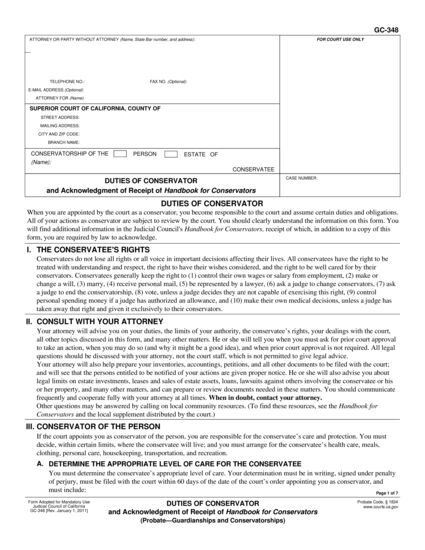 GC-348
ATTORNEY OR PARTY WITHOUT ATTORNEY (Name, State Bar number, and address):
FOR COURT USE ONLY
TELEPHONE NO.: FAX NO. (Optional):
E-MAIL ADDRESS (Optional):
ATTORNEY FOR (Name):
SUPERIOR COURT OF CALIFORNIA, COUNTY OF
STREET ADDRESS:
MAILING ADDRESS:
CITY AND ZIP CODE:
BRANCH NAME:
CONSERVATORSHIP OF THE PERSON ESTATE OF
(Name):
CONSERVATEE
DUTIES OF CONSERVATOR
and Acknowledgment of Receipt of Handbook for Conservators
CASE NUMBER:
DUTIES OF CONSERVATOR
When you are appointed by the court as a conservator, you become responsible to the court and assume certain duties and obligations.
All of your actions as conservator are subject to review by the court. You should clearly understand the information on this form. You
will find additional information in the Judicial Council's Handbook for Conservators, receipt of which, in addition to a copy of this
form, you are required by law to acknowledge.
I. THE CONSERVATEE'S RIGHTS
Conservatees do not lose all rights or all voice in important decisions affecting their lives. All conservatees have the right to be
treated with understanding and respect, the right to have their wishes considered, and the right to be well cared for by their
conservators. Conservatees generally keep the right to (1) control their own wages or salary from employment, (2) make or
change a will, (3) marry, (4) receive personal mail, (5) be represented by a lawyer, (6) ask a judge to change conservators, (7) ask
a judge to end the conservatorship, (8) vote, unless a judge decides they are not capable of exercising this right, (9) control
personal spending money if a judge has authorized an allowance, and (10) make their own medical decisions, unless a judge has
taken away that right and given it exclusively to their conservators.
II. CONSULT WITH YOUR ATTORNEY
Your attorney will advise you on your duties, the limits of your authority, the conservatee's rights, your dealings with the court,
all other topics discussed in this form, and many other matters. He or she will tell you when you must ask for prior court approval
to take an action, when you may do so (and why it might be a good idea), and when prior court approval is not required. All legal
questions should be discussed with your attorney, not the court staff, which is not permitted to give legal advice.
Your attorney will also help prepare your inventories, accountings, petitions, and all other documents to be filed with the court;
and will see that the persons entitled to be notified of your actions are given proper notice. He or she will also advise you about
legal limits on estate investments, leases and sales of estate assets, loans, lawsuits against others involving the conservatee or his
or her property, and many other matters, and can prepare or review documents needed in these matters. You should communicate
frequently and cooperate fully with your attorney at all times. When in doubt, contact your attorney.
Other questions may be answered by calling on local community resources. (To find these resources, see the Handbook for
Conservators and the local supplement distributed by the court.)
III. CONSERVATOR OF THE PERSON
If the court appoints you as conservator of the person, you are responsible for the conservatee's care and protection. You must
decide, within certain limits, where the conservatee will live; and you must arrange for the conservatee's health care, meals,
clothing, personal care, housekeeping, transportation, and recreation.
A. DETERMINE THE APPROPRIATE LEVEL OF CARE FOR THE CONSERVATEE
You must determine the conservatee's appropriate level of care. Your determination must be in writing, signed under penalty
of perjury, must be filed with the court within 60 days of the date of the court's order appointing you as conservator, and
must include:
Page 1 of 7
Form Adopted for Mandatory Use
Judicial Council of California
GC-348 [Rev. January 1, 2011]
DUTIES OF CONSERVATOR
and Acknowledgment of Receipt of Handbook for Conservators
(Probate—Guardianships and Conservatorships)
Probate Code, § 1834
www.courts.ca.gov